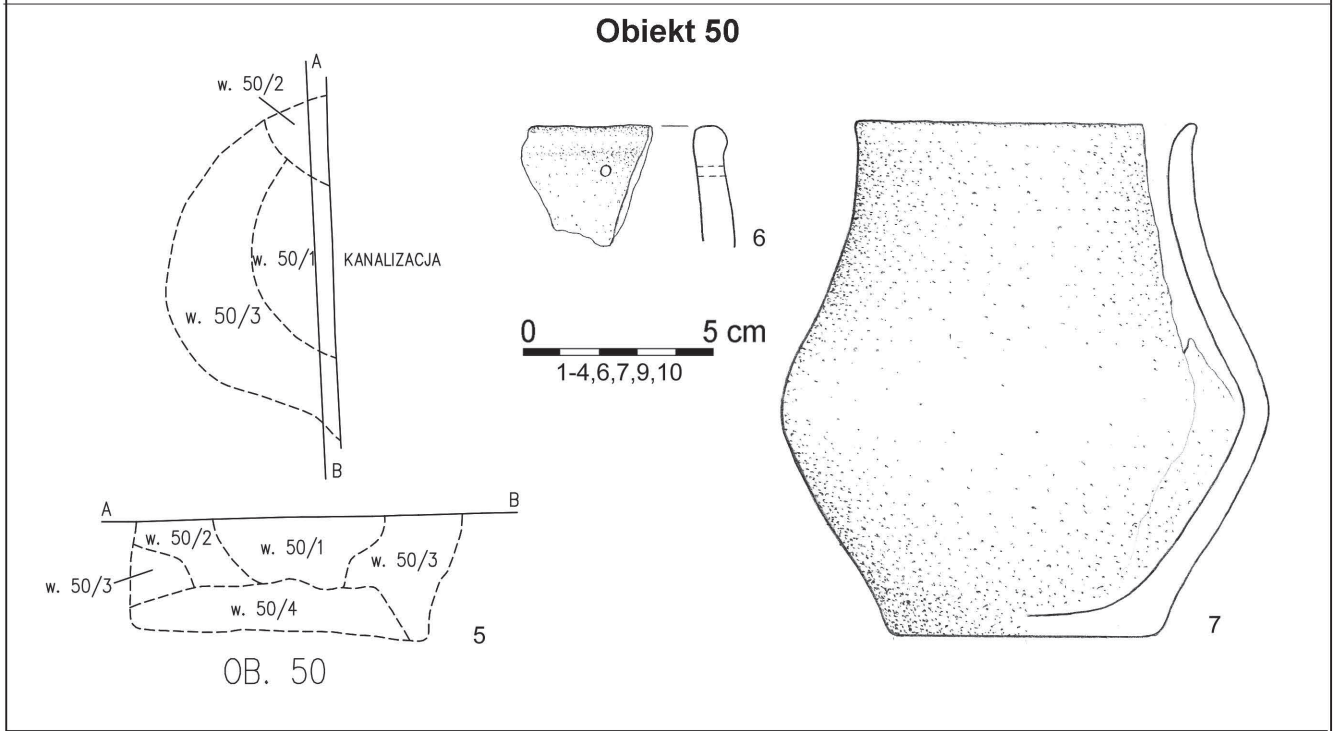 Obiekt 50
A
w. 50/2
w. 50/1
KANALIZACJA
w. 50/3
B
6
0 5 cm
1-4,6,7,9,10
7
A
B
w. 50/2
w. 50/1
w. 50/3
w. 50/3
w. 50/4
5
OB. 50